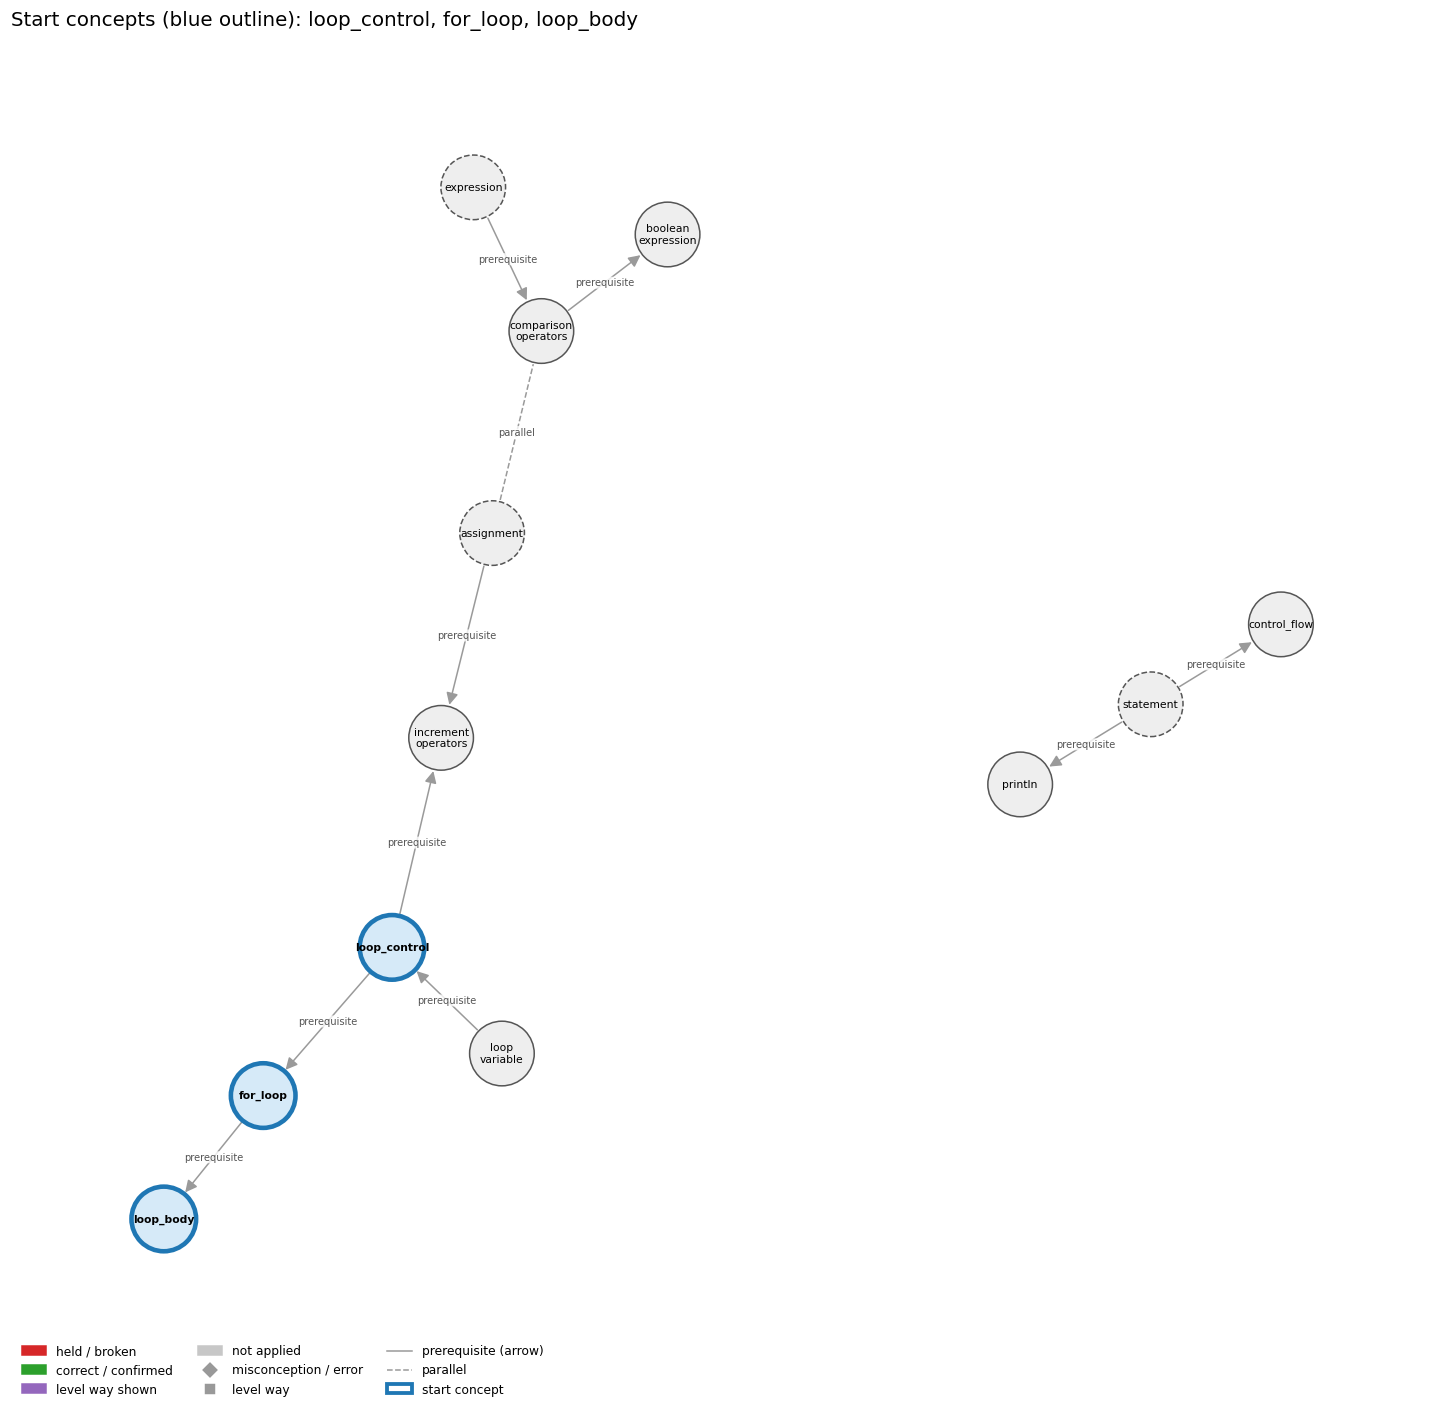 Start concepts (blue outline): loop_control, for_loop, loop_body
expression
boolean
expression
prerequisite
prerequisite
comparison
operators
parallel
assignment
control_flow
prerequisite
prerequisite
statement
prerequisite
increment
operators
println
prerequisite
loop_control
prerequisite
prerequisite
loop
variable
for_loop
prerequisite
loop_body
held / broken
correct / confirmed
level way shown
not applied
misconception / error
level way
prerequisite (arrow)
parallel
start concept